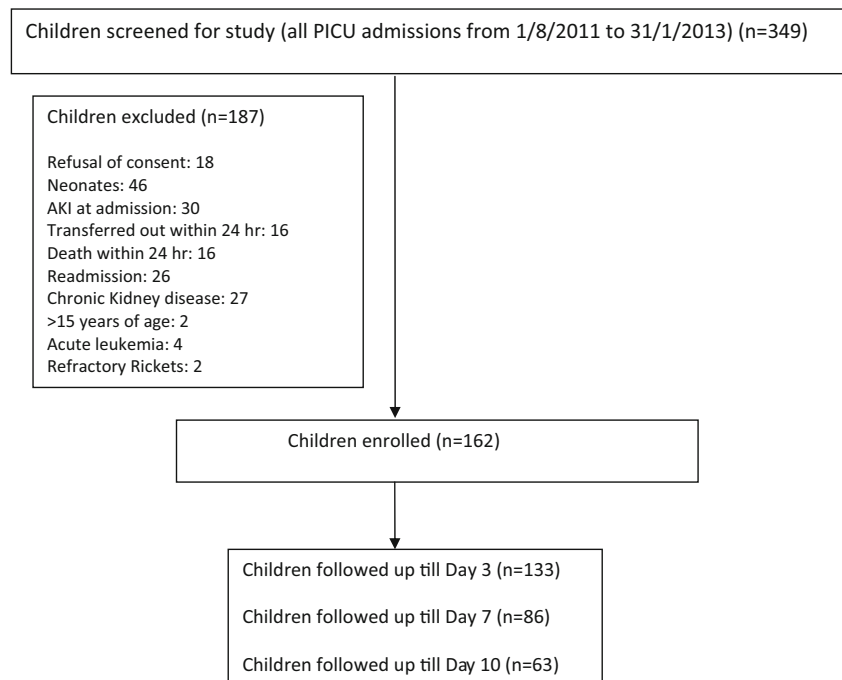 Children screened for study (all PICU admissions from 1/8/2011 to 31/1/2013) (n=349)
Children excluded (n=187)
Refusal of consent: 18
Neonates: 46
AKI at admission: 30
Transferred out within 24 hr: 16
Death within 24 hr: 16
Readmission: 26
Chronic Kidney disease: 27
>15 years of age: 2
Acute leukemia: 4
Refractory Rickets: 2
Children enrolled (n=162)
Children followed up till Day 3 (n=133)
Children followed up till Day 7 (n=86)
Children followed up till Day 10 (n=63)